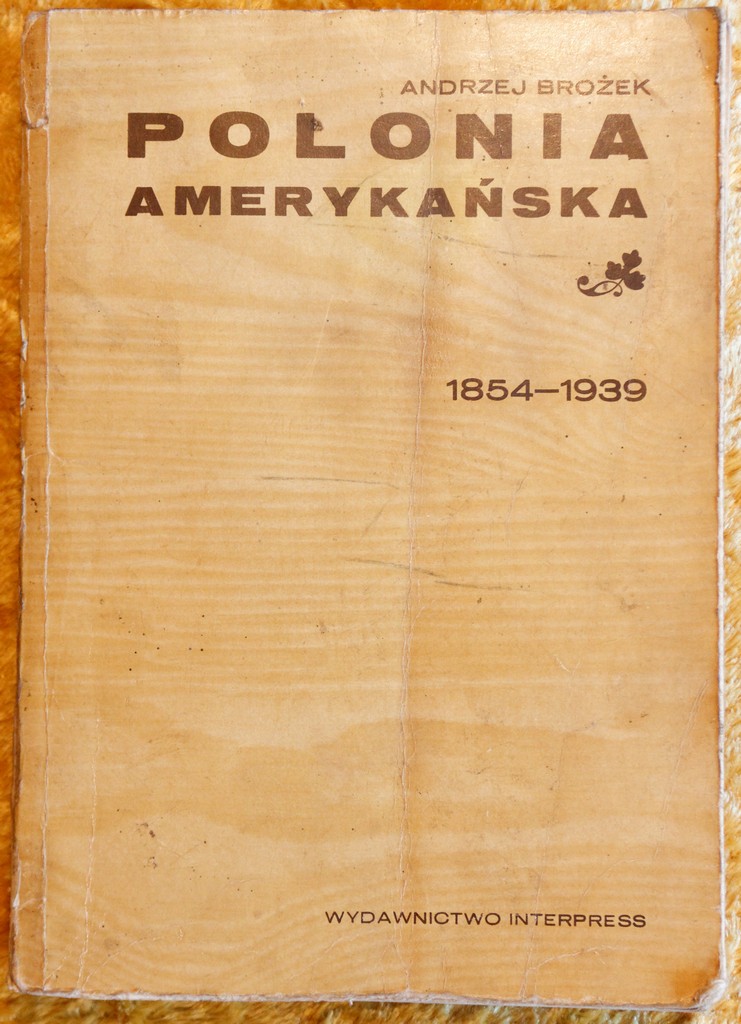 ANDRZEJ BROŻEK
POLONIA
AMERYKAŃSKA
1854—1939
WYDAWNICTWO INTERPRESS